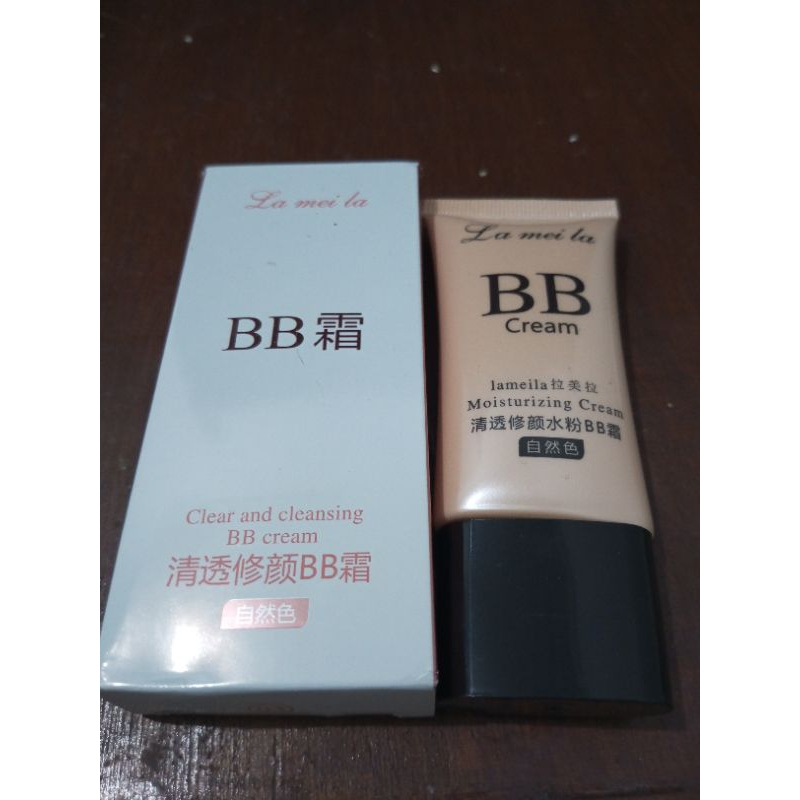 La mei la
BB霜
Clear and cleansing
BB cream
清透修颜BB霜
自然色
La mei la
BB
Cream
lameila拉美拉
Moisturizing Cream
清透修颜水粉BB霜
自然色